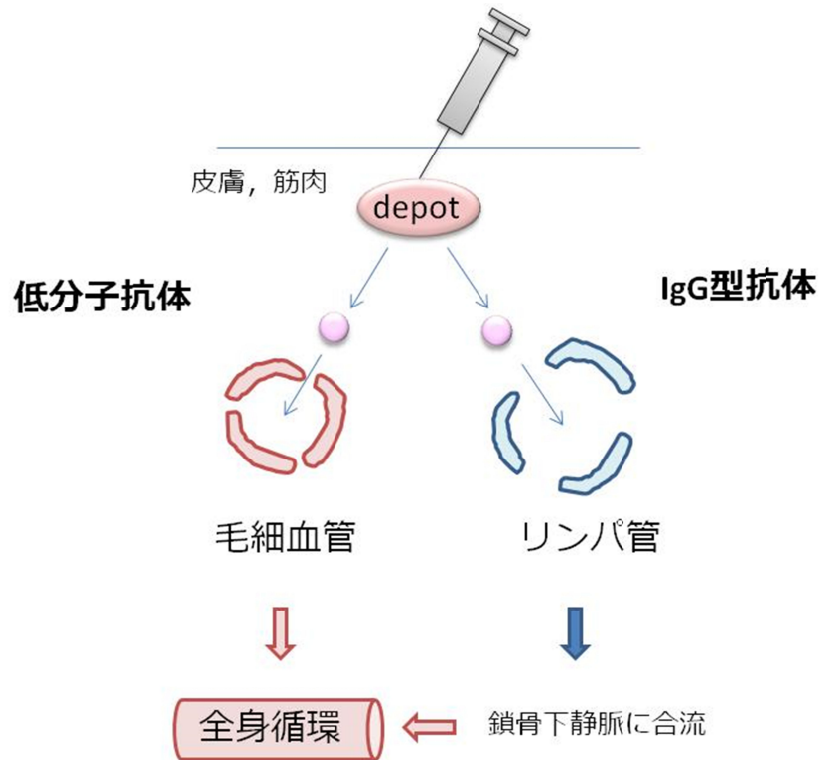 皮膚，筋肉
depot
低分子抗体
IgG型抗体
毛細血管
リンパ管
全身循環
鎖骨下静脈に合流